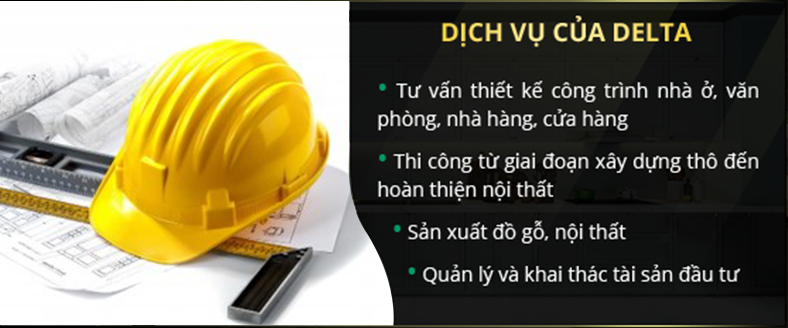 DỊCH VỤ CỦA DELTA
• Tư vấn thiết kế công trình nhà ở, văn
phòng, nhà hàng, cửa hàng
• Thi công từ giai đoạn xây dựng thô đến
hoàn thiện nội thất
• Sản xuất đồ gỗ, nội thất
• Quản lý và khai thác tài sản đầu tư